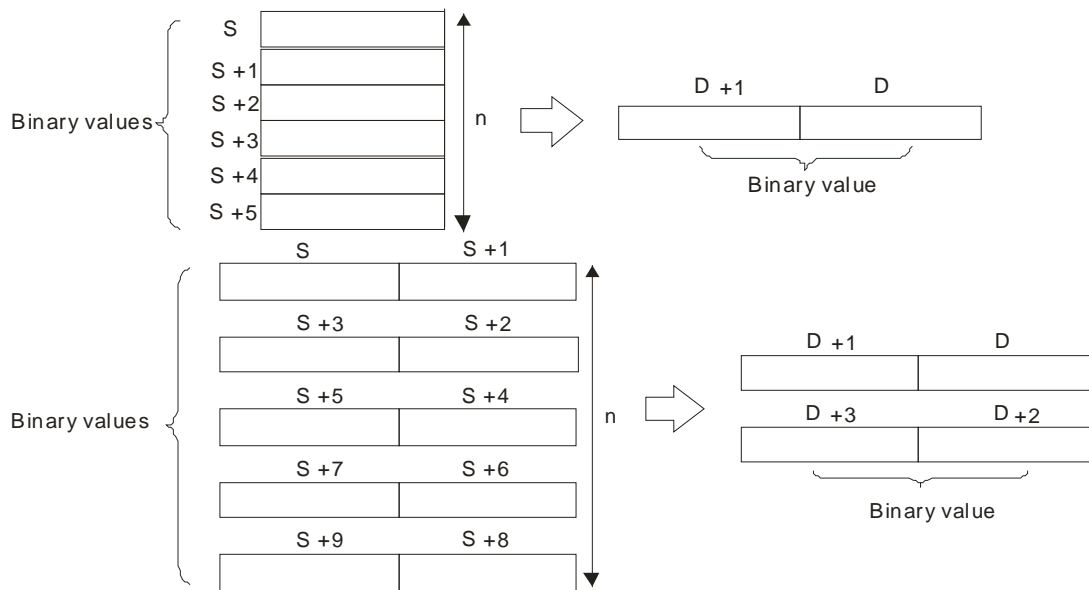 S
S +1
S +2
S +3
S +4
S +5
Binary values
n
D +1 D
Binary value
S S +1
S +3 S +2
S +5 S +4
S +7 S +6
S +9 S +8
Binary values
n
D +1 D
D +3 D +2
Binary value